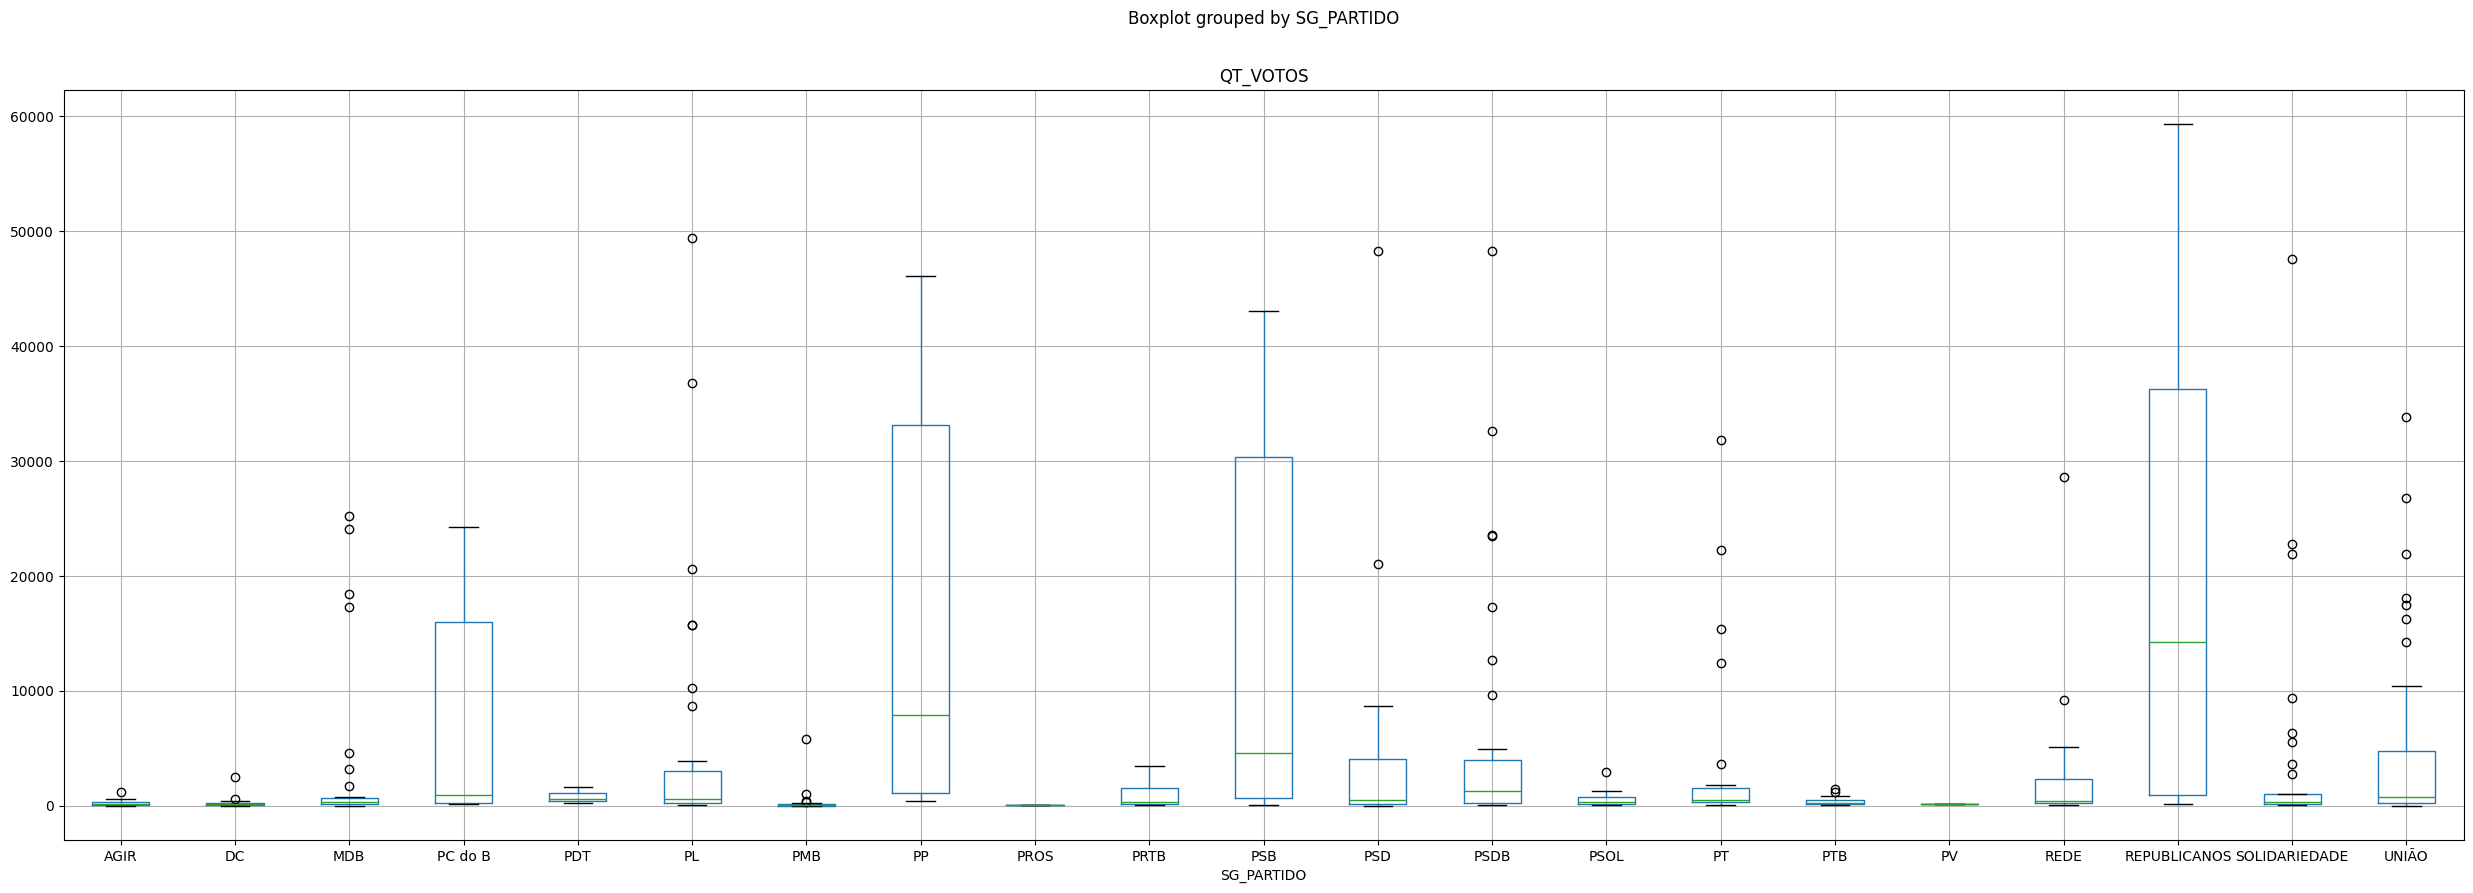 Boxplot grouped by SG_PARTIDO
QT_VOTOS
60000
50000
40000
30000
20000
10000
0
AGIR DC MDB PC do B PDT PL PMB PP PROS PRTB PSB PSD PSDB PSOL PT PTB PV REDE REPUBLICANOS SOLIDARIEDADE UNIÃO
SG_PARTIDO